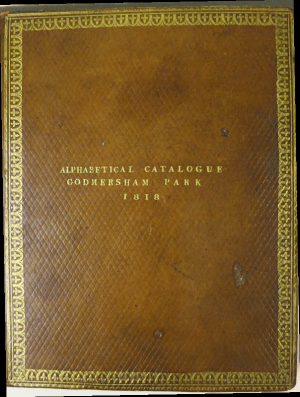 ALPHABETICAL CATALOGUE
GODMERSHAM PARK
1818